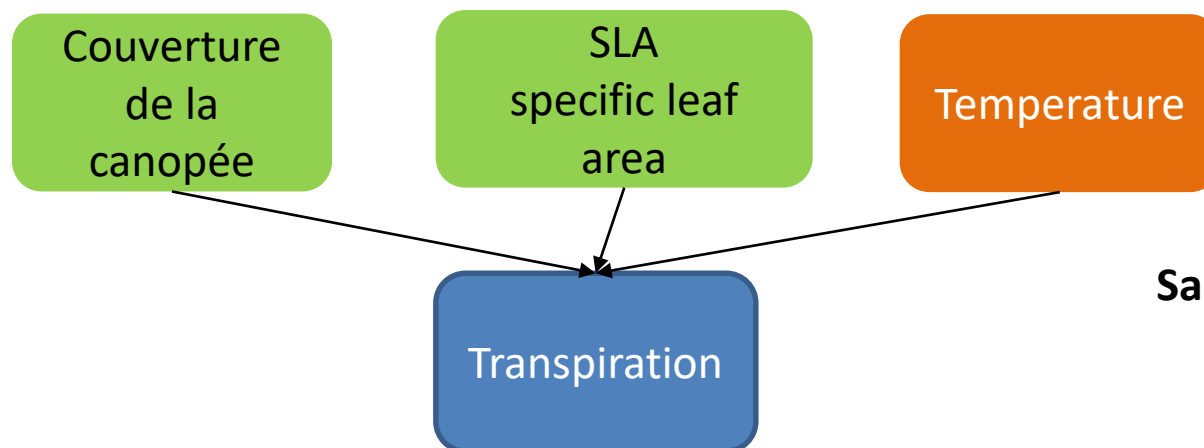 Couverture
de la
canopée
SLA
specific leaf
area
Temperature
Sa
Transpiration